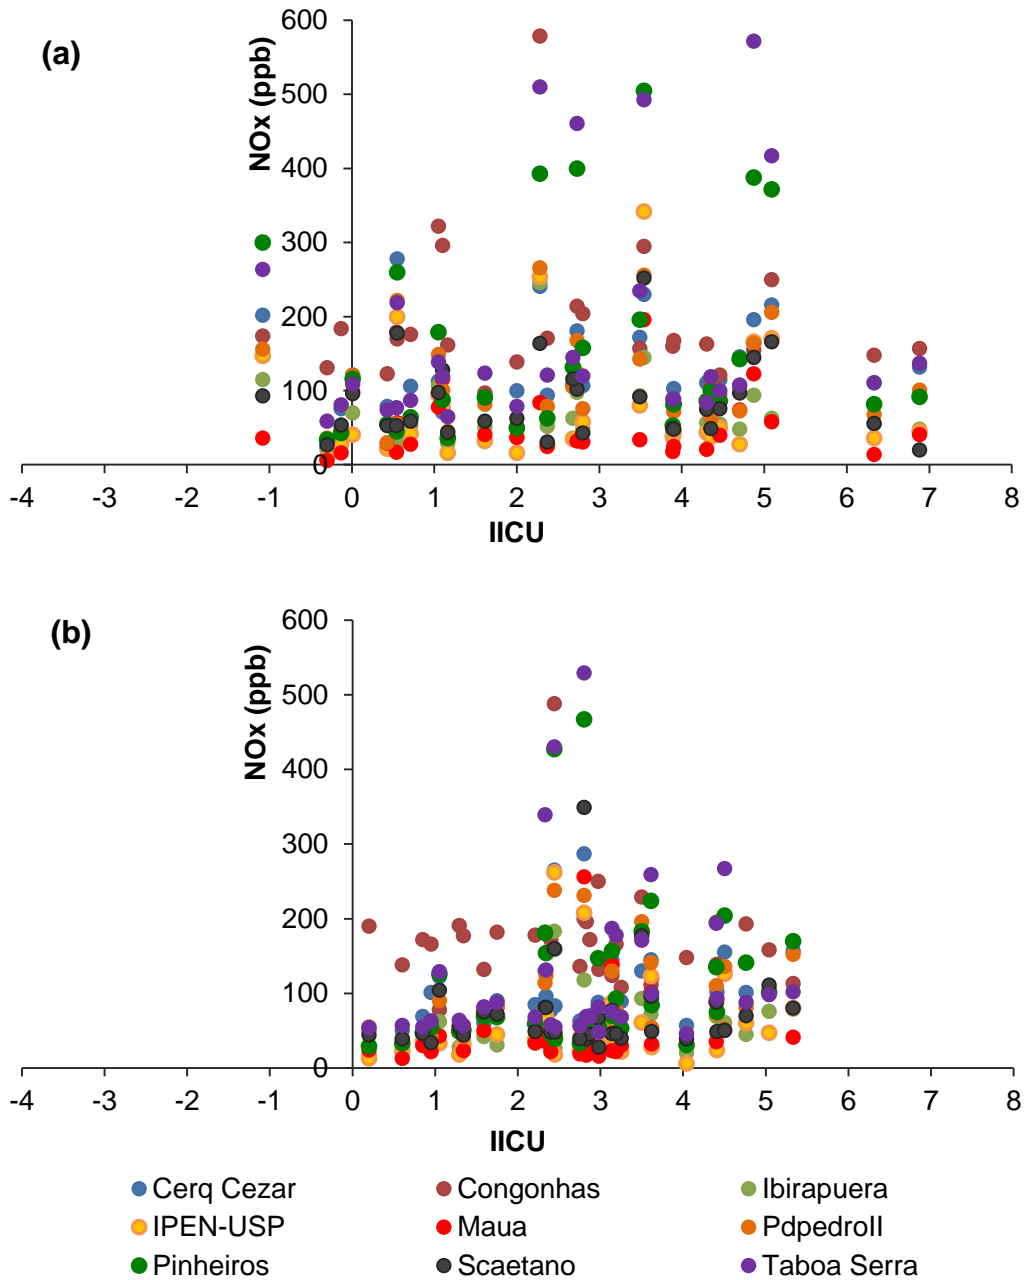 (a)
NOx (ppb)
600
500
400
300
200
100
0
-4 -3 -2 -1 0 1 2 3 4 5 6 7 8
IICU
(b)
NOx (ppb)
600
500
400
300
200
100
0
-4 -3 -2 -1 0 1 2 3 4 5 6 7 8
IICU
Cerq Cezar Congonhas Ibirapuera
IPEN-USP Maua PdpedroII
Pinheiros Scaetano Taboa Serra